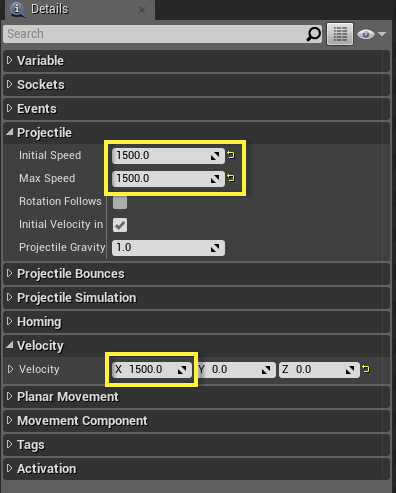 Details
Search
Variable
Sockets
Events
Projectile
Initial Speed 1500.0
Max Speed 1500.0
Rotation Follows
Initial Velocity in
Projectile Gravity 1.0
Projectile Bounces
Projectile Simulation
Homing
Velocity
Velocity X 1500.0 Y 0.0 Z 0.0
Planar Movement
Movement Component
Tags
Activation